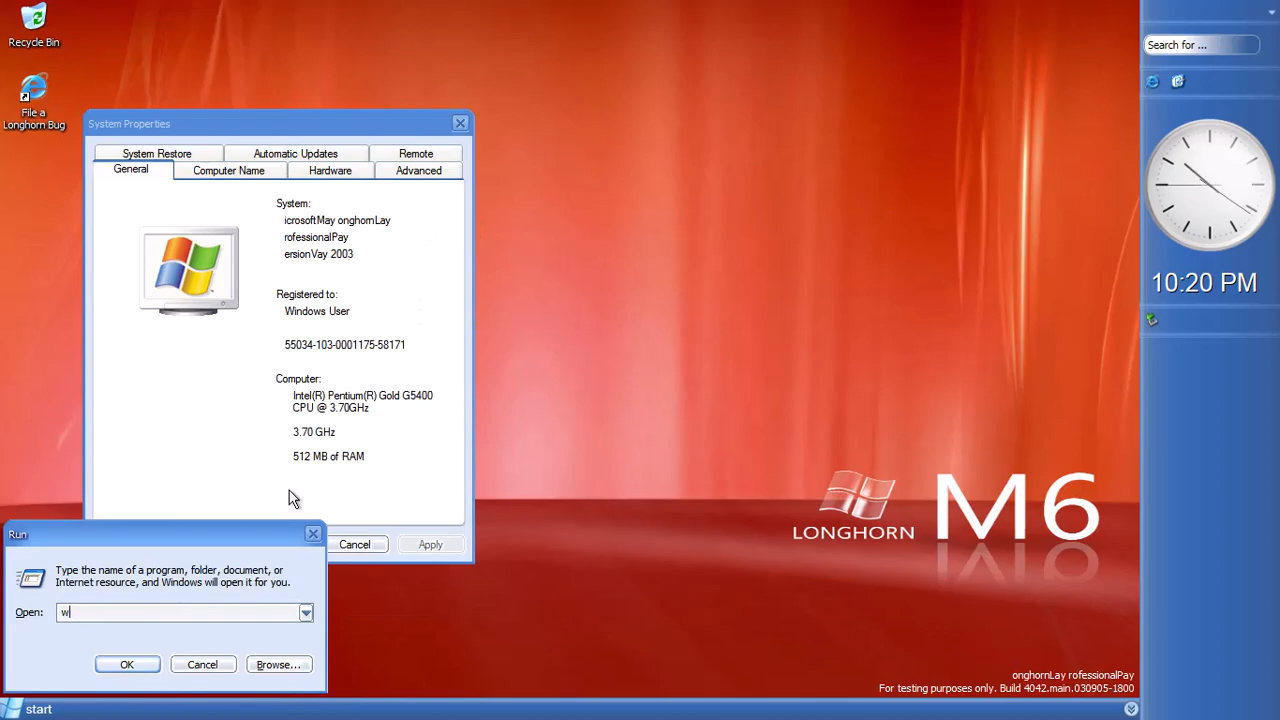 Recycle Bin
File a
Longhorn Bug
System Properties
System Restore
Automatic Updates
Remote
General
Computer Name
Hardware
Advanced
System:
icrosoftMay onghornLay
rofessionalPay
ersionVay 2003
Registered to:
Windows User
55034-103-0001175-58171
Computer:
Intel(R) Pentium(R) Gold G5400
CPU @ 3.70GHz
3.70 GHz
512 MB of RAM
Cancel
Apply
Run
Type the name of a program, folder, document, or
Internet resource, and Windows will open it for you.
Open:
w
OK
Cancel
Browse...
Search for ...
10:20 PM
LONGHORN M6
onghornLay rofessionalPay
For testing purposes only. Build 4042.main.030905-1800
start